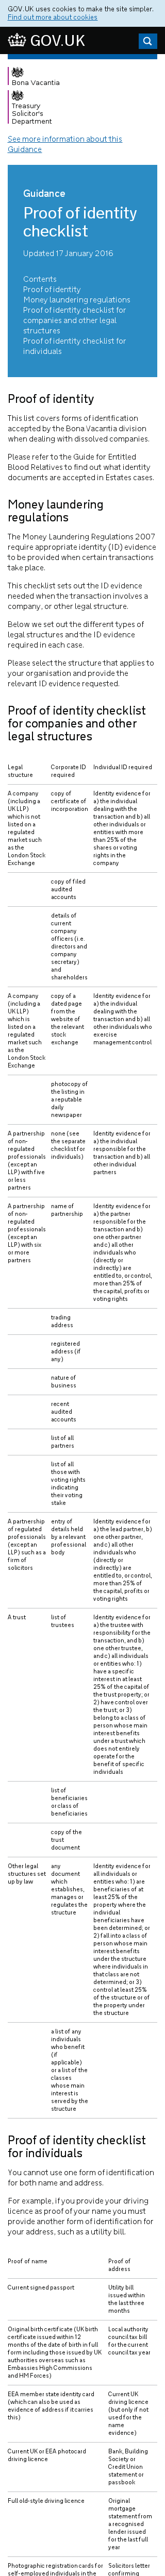 GOV.UK uses cookies to make the site simpler.
Find out more about cookies
GOV.UK
Bona Vacantia
Treasury
Solicitor's
Department
See more information about this
Guidance
Guidance
Proof of identity
checklist
Updated 17 January 2016
Contents
Proof of identity
Money laundering regulations
Proof of identity checklist for
companies and other legal
structures
Proof of identity checklist for
individuals
Proof of identity
This list covers forms of identification
accepted by the Bona Vacantia division
when dealing with dissolved companies.
Please refer to the Guide for Entitled
Blood Relatives to find out what identity
documents are accepted in Estates cases.
Money laundering
regulations
The Money Laundering Regulations 2007
require appropriate identity (ID) evidence
to be provided when certain transactions
take place.
This checklist sets out the ID evidence
needed when the transaction involves a
company, or other legal structure.
Below we set out the different types of
legal structures and the ID evidence
required in each case.
Please select the structure that applies to
your organisation and provide the
relevant ID evidence requested.
Proof of identity checklist
for companies and other
legal structures
Legal
structure
Corporate ID
required
Individual ID required
A company
(including a
UK LLP)
which is not
listed on a
regulated
market such
as the
London Stock
Exchange
copy of
certificate of
incorporation
Identity evidence for
a) the individual
dealing with the
transaction and b) all
other individuals or
entities with more
than 25% of the
shares or voting
rights in the
company
copy of filed
audited
accounts
details of
current
company
officers (i.e.
directors and
company
secretary)
and
shareholders
A company
(including a
UK LLP)
which is
listed on a
regulated
market such
as the
London Stock
Exchange
copy of a
dated page
from the
website of
the relevant
stock
exchange
Identity evidence for
a) the individual
dealing with the
transaction and b) all
other individuals who
exercise
management control
photocopy of
the listing in
a reputable
daily
newspaper
A partnership
of non-
regulated
professionals
(except an
LLP) with five
or less
partners
none (see
the separate
checklist for
individuals)
Identity evidence for
a) the individual
responsible for the
transaction and b) all
other individual
partners
A partnership
of non-
regulated
professionals
(except an
LLP) with six
or more
partners
name of
partnership
Identity evidence for
a) the partner
responsible for the
transaction and b)
one other partner
and c) all other
individuals who
(directly or
indirectly) are
entitled to, or control,
more than 25% of
the capital, profits or
voting rights
trading
address
registered
address (if
any)
nature of
business
recent
audited
accounts
list of all
partners
list of all
those with
voting rights
indicating
their voting
stake
A partnership
of regulated
professionals
(except an
LLP) such as a
firm of
solicitors
entry of
details held
by a relevant
professional
body
Identity evidence for
a) the lead partner, b)
one other partner,
and c) all other
individuals who
(directly or
indirectly) are
entitled to, or control,
more than 25% of
the capital, profits or
voting rights
A trust
list of
trustees
Identity evidence for
a) the trustee with
responsibility for the
transaction, and b)
one other trustee,
and c) all individuals
or entities who: 1)
have a specific
interest in at least
25% of the capital of
the trust property, or
2) have control over
the trust; or 3)
belong to a class of
person whose main
interest benefits
under a trust which
does not entirely
operate for the
benefit of specific
individuals
list of
beneficiaries
or class of
beneficiaries
copy of the
trust
document
Other legal
structures set
up by law
any
document
which
establishes,
manages or
regulates the
structure
Identity evidence for
all individuals or
entities who: 1) are
beneficiaries of at
least 25% of the
property where the
individual
beneficiaries have
been determined; or
2) fall into a class of
person whose main
interest benefits
under the structure
where individuals in
that class are not
determined; or 3)
control at least 25%
of the structure or of
the property under
the structure
a list of any
individuals
who benefit
(if
applicable)
or a list of the
classes
whose main
interest is
served by the
structure
Proof of identity checklist
for individuals
You cannot use one form of identification
for both name and address.
For example, if you provide your driving
licence as proof of your name you must
provide another form of identification for
your address, such as a utility bill.
Proof of name
Proof of
address
Current signed passport
Utility bill
issued within
the last three
months
Original birth certificate (UK birth
certificate issued within 12
months of the date of birth in full
form including those issued by UK
authorities overseas such as
Embassies High Commissions
and HM Forces)
Local authority
council tax bill
for the current
council tax year
EEA member state identity card
(which can also be used as
evidence of address if it carries
this)
Current UK
driving licence
(but only if not
used for the
name
evidence)
Current UK or EEA photocard
driving licence
Bank, Building
Society or
Credit Union
statement or
passbook
Full old-style driving licence
Original
mortgage
statement from
a recognised
lender issued
for the last full
year
Photographic registration cards for
self-employed individuals in the
Solicitors letter
confirming